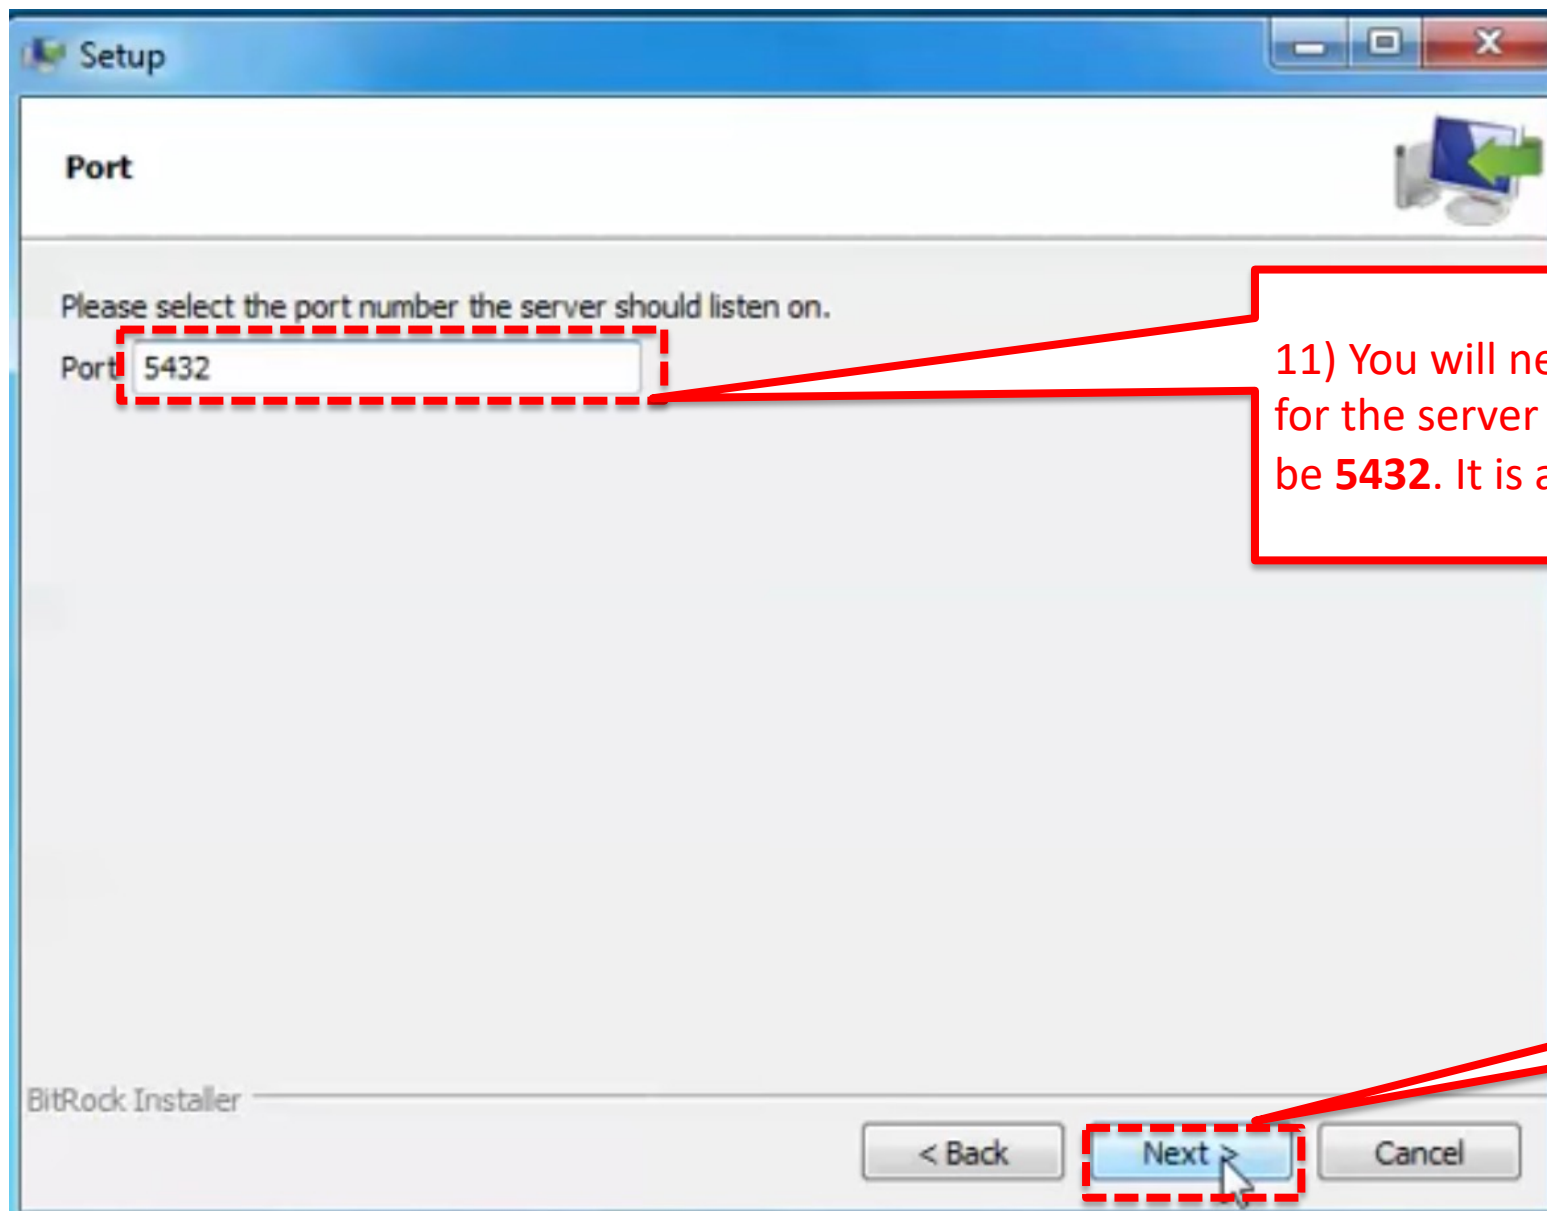 Setup
Port
Please select the port number the server should listen on.
Port 5432
11) You will
for the server
be 5432. It is
BitRock Installer
< Back Next > Cancel